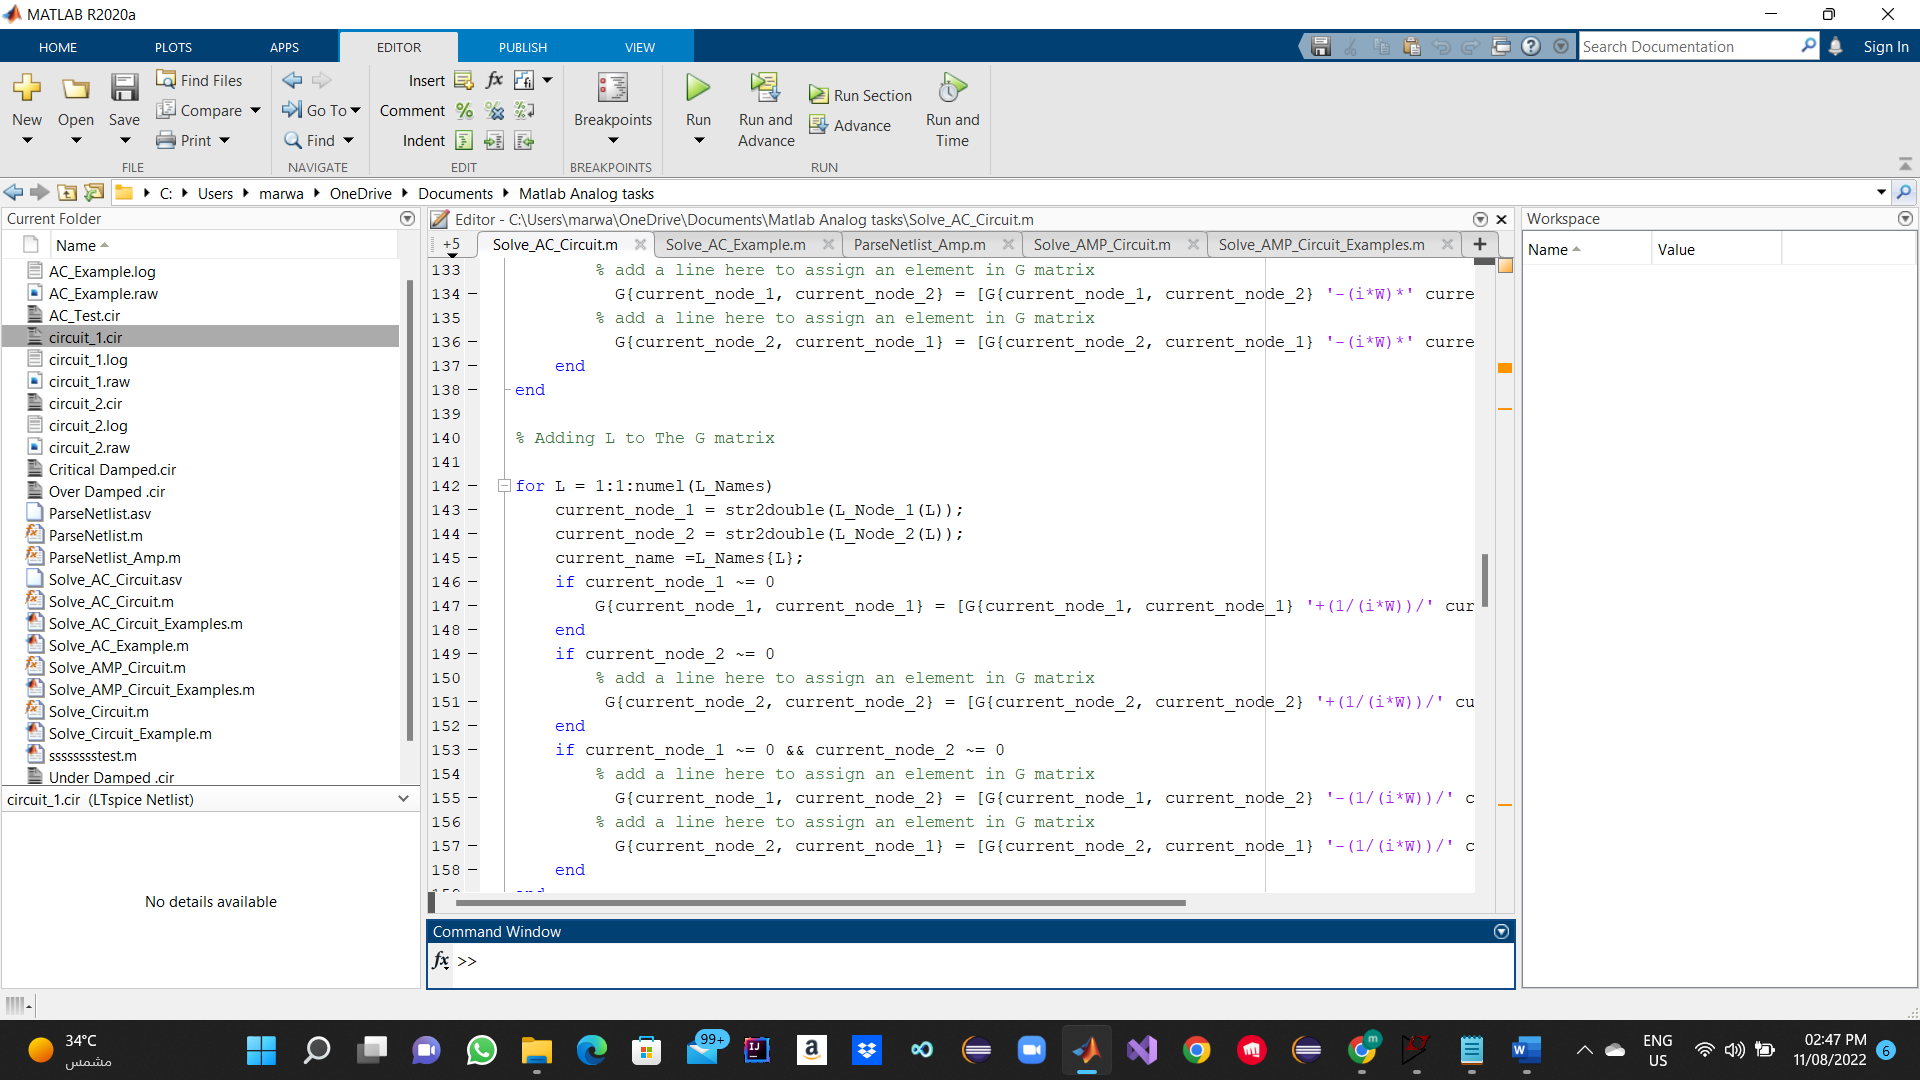 MATLAB R2020a
HOME PLOTS APPS EDITOR PUBLISH VIEW
Search Documentation
Sign In
New
Open
Save
Find Files
Compare
Print
FILE
Go To
Find
NAVIGATE
Insert
Comment
Indent
EDIT
Breakpoints
BREAKPOINTS
Run
Run and Advance
Run Section
Advance
Run and Time
RUN
C: Users marwa OneDrive Documents Matlab Analog tasks
Current Folder
Name
AC_Example.log
AC_Example.raw
AC_Test.cir
circuit_1.cir
circuit_1.log
circuit_1.raw
circuit_2.cir
circuit_2.log
circuit_2.raw
Critical Damped.cir
Over Damped .cir
ParseNetlist.asv
ParseNetlist.m
ParseNetlist_Amp.m
Solve_AC_Circuit.asv
Solve_AC_Circuit.m
Solve_AC_Circuit_Examples.m
Solve_AC_Example.m
Solve_AMP_Circuit.m
Solve_AMP_Circuit_Examples.m
Solve_Circuit.m
Solve_Circuit_Example.m
sssssssstest.m
Under Damped .cir
circuit_1.cir (LTspice Netlist)
No details available
Editor - C:\Users\marwa\OneDrive\Documents\Matlab Analog tasks\Solve_AC_Circuit.m
+5 Solve_AC_Circuit.m Solve_AC_Example.m ParseNetlist_Amp.m Solve_AMP_Circuit.m Solve_AMP_Circuit_Examples.m
133 % add a line here to assign an element in G matrix
134 G{current_node_1, current_node_2} = [G{current_node_1, current_node_2} '-(i*W)*' curre
135 % add a line here to assign an element in G matrix
136 G{current_node_2, current_node_1} = [G{current_node_2, current_node_1} '-(i*W)*' curre
137 end
138 end
139
140 % Adding L to The G matrix
141
142 for L = 1:1:numel(L_Names)
143 current_node_1 = str2double(L_Node_1(L));
144 current_node_2 = str2double(L_Node_2(L));
145 current_name =L_Names{L};
146 if current_node_1 ~= 0
147 G{current_node_1, current_node_1} = [G{current_node_1, current_node_1} '+(1/(i*W))/' cur
148 end
149 if current_node_2 ~= 0
150 % add a line here to assign an element in G matrix
151 G{current_node_2, current_node_2} = [G{current_node_2, current_node_2} '+(1/(i*W))/' cu
152 end
153 if current_node_1 ~= 0 && current_node_2 ~= 0
154 % add a line here to assign an element in G matrix
155 G{current_node_1, current_node_2} = [G{current_node_1, current_node_2} '-(1/(i*W))/' c
156 % add a line here to assign an element in G matrix
157 G{current_node_2, current_node_1} = [G{current_node_2, current_node_1} '-(1/(i*W))/' c
158 end
Command Window
fx >>
Workspace
Name Value
34°C
مشمس
99+
ENG
US
02:47 PM
11/08/2022
6